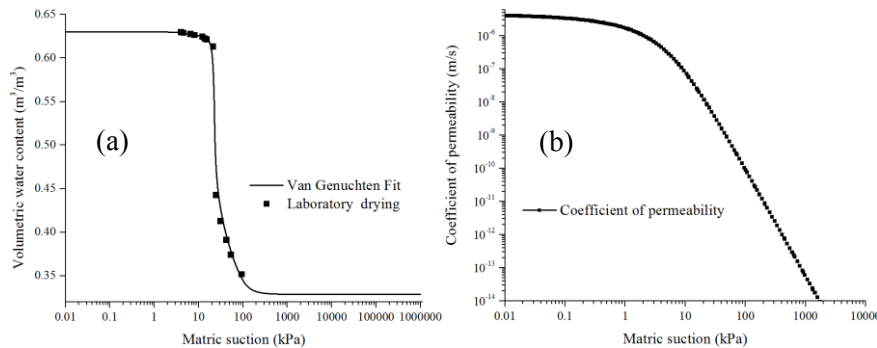 0.65
0.60
0.55
0.50
0.45
0.40
0.35
Volumetric water content (m³/m³)
(a)
Van Genuchten Fit
Laboratory drying
0.01 0.1 1 10 100 1000 10000 100000 1000000
Matric suction (kPa)
10⁻⁶
10⁻⁷
10⁻⁸
10⁻⁹
10⁻¹⁰
10⁻¹¹
10⁻¹²
10⁻¹³
10⁻¹⁴
Coefficient of permeability (m/s)
(b)
Coefficient of permeability
0.01 0.1 1 10 100 1000
Matric suction (kPa)